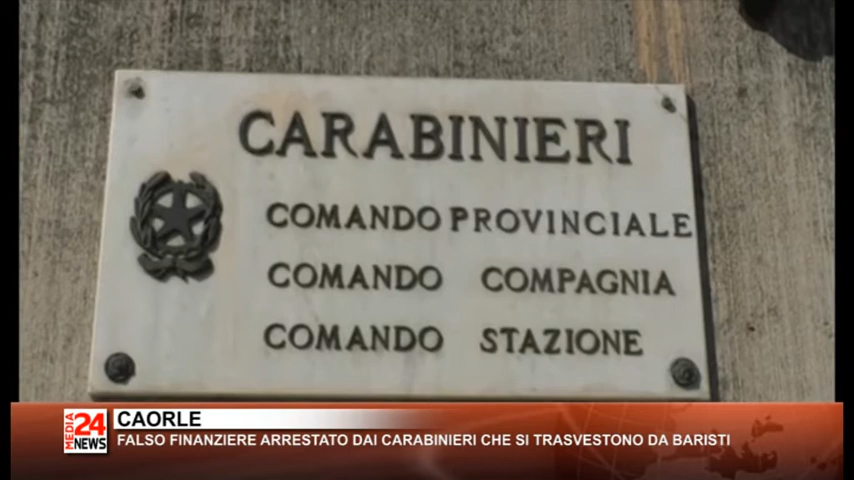 CARABINIERI
COMANDO PROVINCIALE
COMANDO COMPAGNIA
COMANDO STAZIONE
MEDIA 24 NEWS
CAORLE
FALSO FINANZIERE ARRESTATO DAI CARABINIERI CHE SI TRASVESTONO DA BARISTI